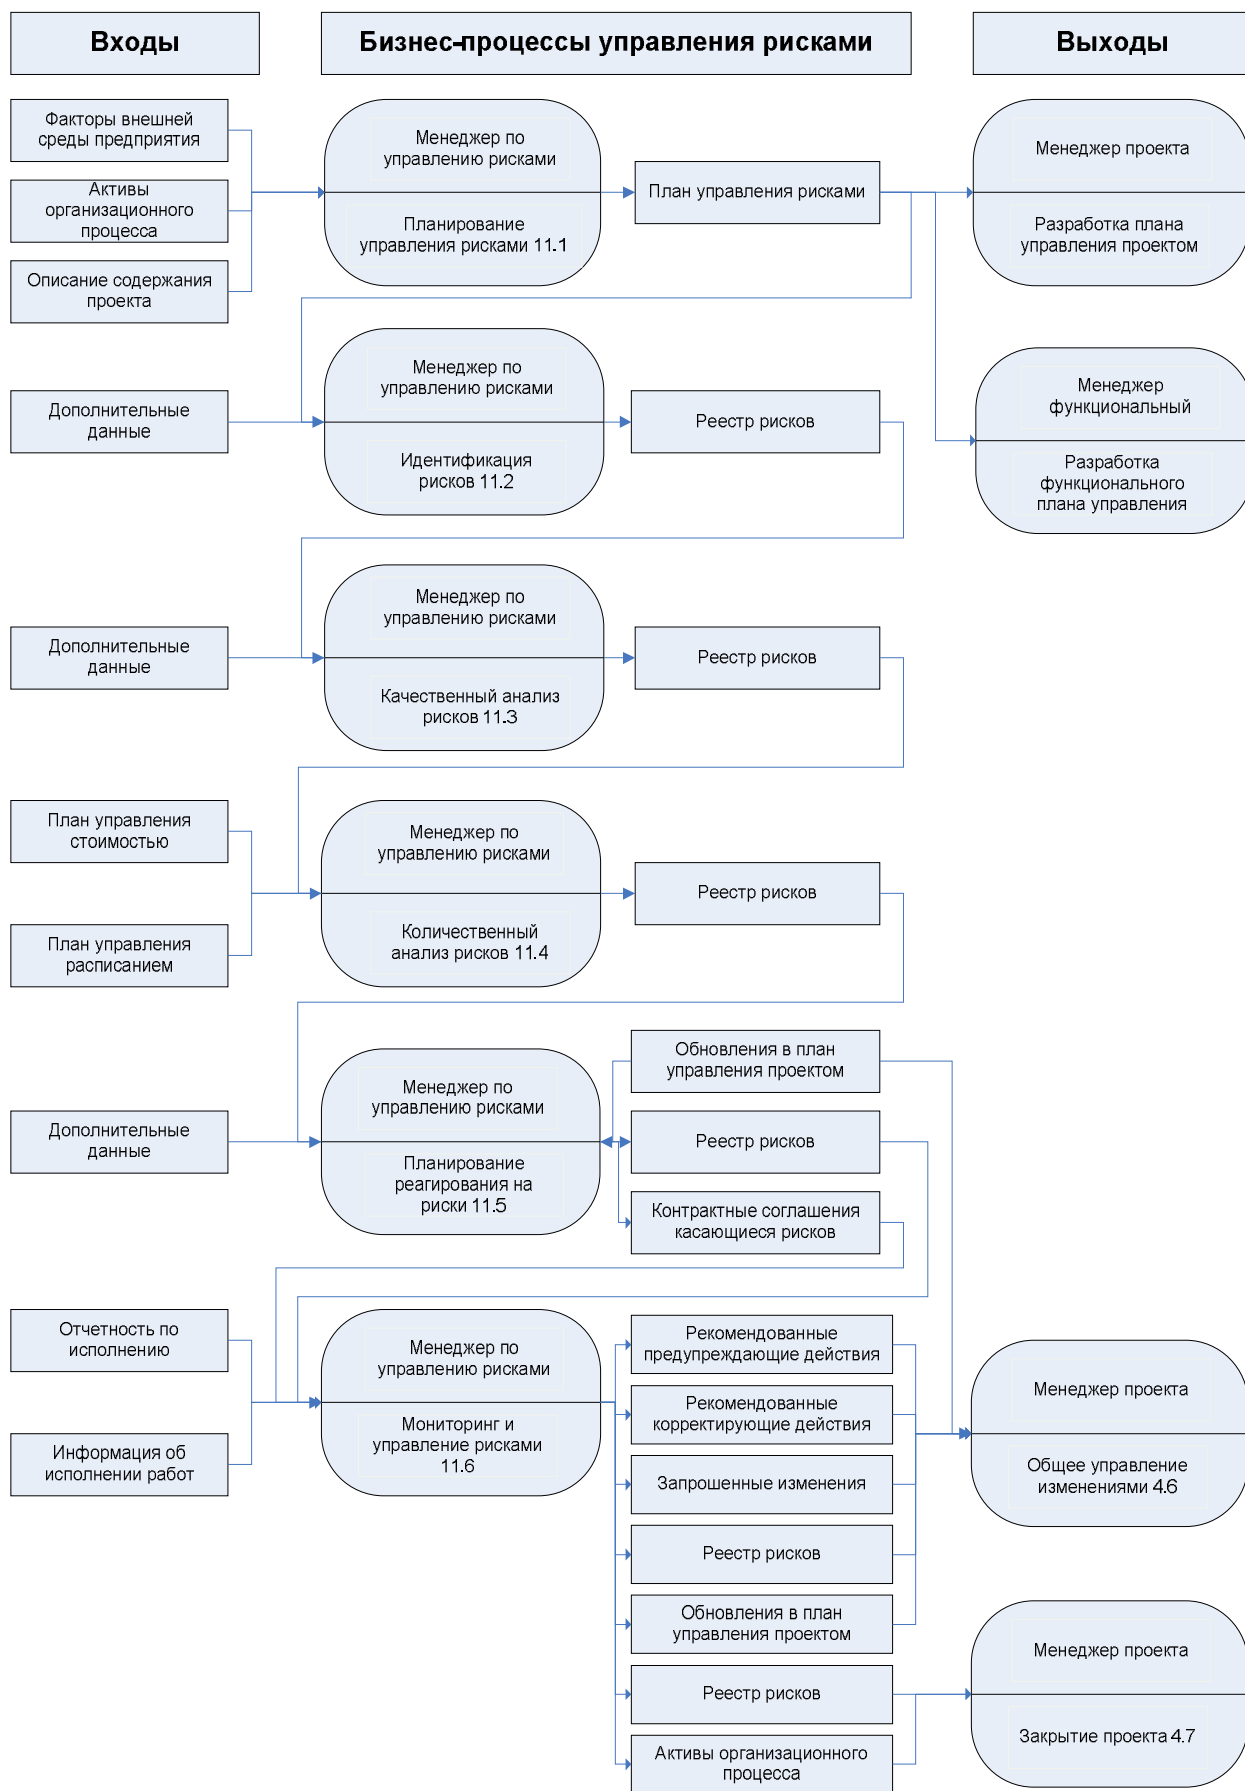 Входы
Бизнес-процессы управления рисками
Выходы
Факторы внешней
среды предприятия
Активы
организационного
процесса
Описание содержания
проекта
Менеджер по
управлению рисками
Планирование
управления рисками 11.1
План управления рисками
Менеджер проекта
Разработка плана
управления проектом
Дополнительные
данные
Менеджер по
управлению рисками
Идентификация
рисков 11.2
Реестр рисков
Менеджер
функциональный
Разработка
функционального
плана управления
Дополнительные
данные
Менеджер по
управлению рисками
Качественный анализ
рисков 11.3
Реестр рисков
План управления
стоимостью
План управления
расписанием
Менеджер по
управлению рисками
Количественный
анализ рисков 11.4
Реестр рисков
Дополнительные
данные
Менеджер по
управлению рисками
Планирование
реагирования на
риски 11.5
Обновления в план
управления проектом
Реестр рисков
Контрактные соглашения
касающиеся рисков
Отчетность по
исполнению
Информация об
исполнении работ
Менеджер по
управлению рисками
Мониторинг и
управление рисками
11.6
Рекомендованные
предупреждающие действия
Рекомендованные
корректирующие действия
Запрошенные изменения
Реестр рисков
Обновления в план
управления проектом
Реестр рисков
Активы организационного
процесса
Менеджер проекта
Общее управление
изменениями 4.6
Менеджер проекта
Закрытие проекта 4.7